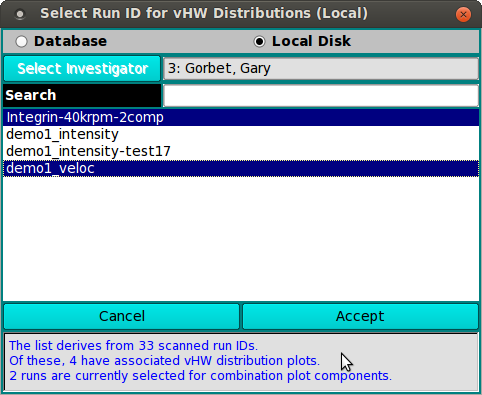 Select Run ID for vHW Distributions (Local)
Database
Local Disk
Select Investigator
3: Gorbet, Gary
Search
Integrin-40krpm-2comp
demo1_intensity
demo1_intensity-test17
demo1_veloc
Cancel
Accept
The list derives from 33 scanned run IDs.
Of these, 4 have associated vHW distribution plots.
2 runs are currently selected for combination plot components.